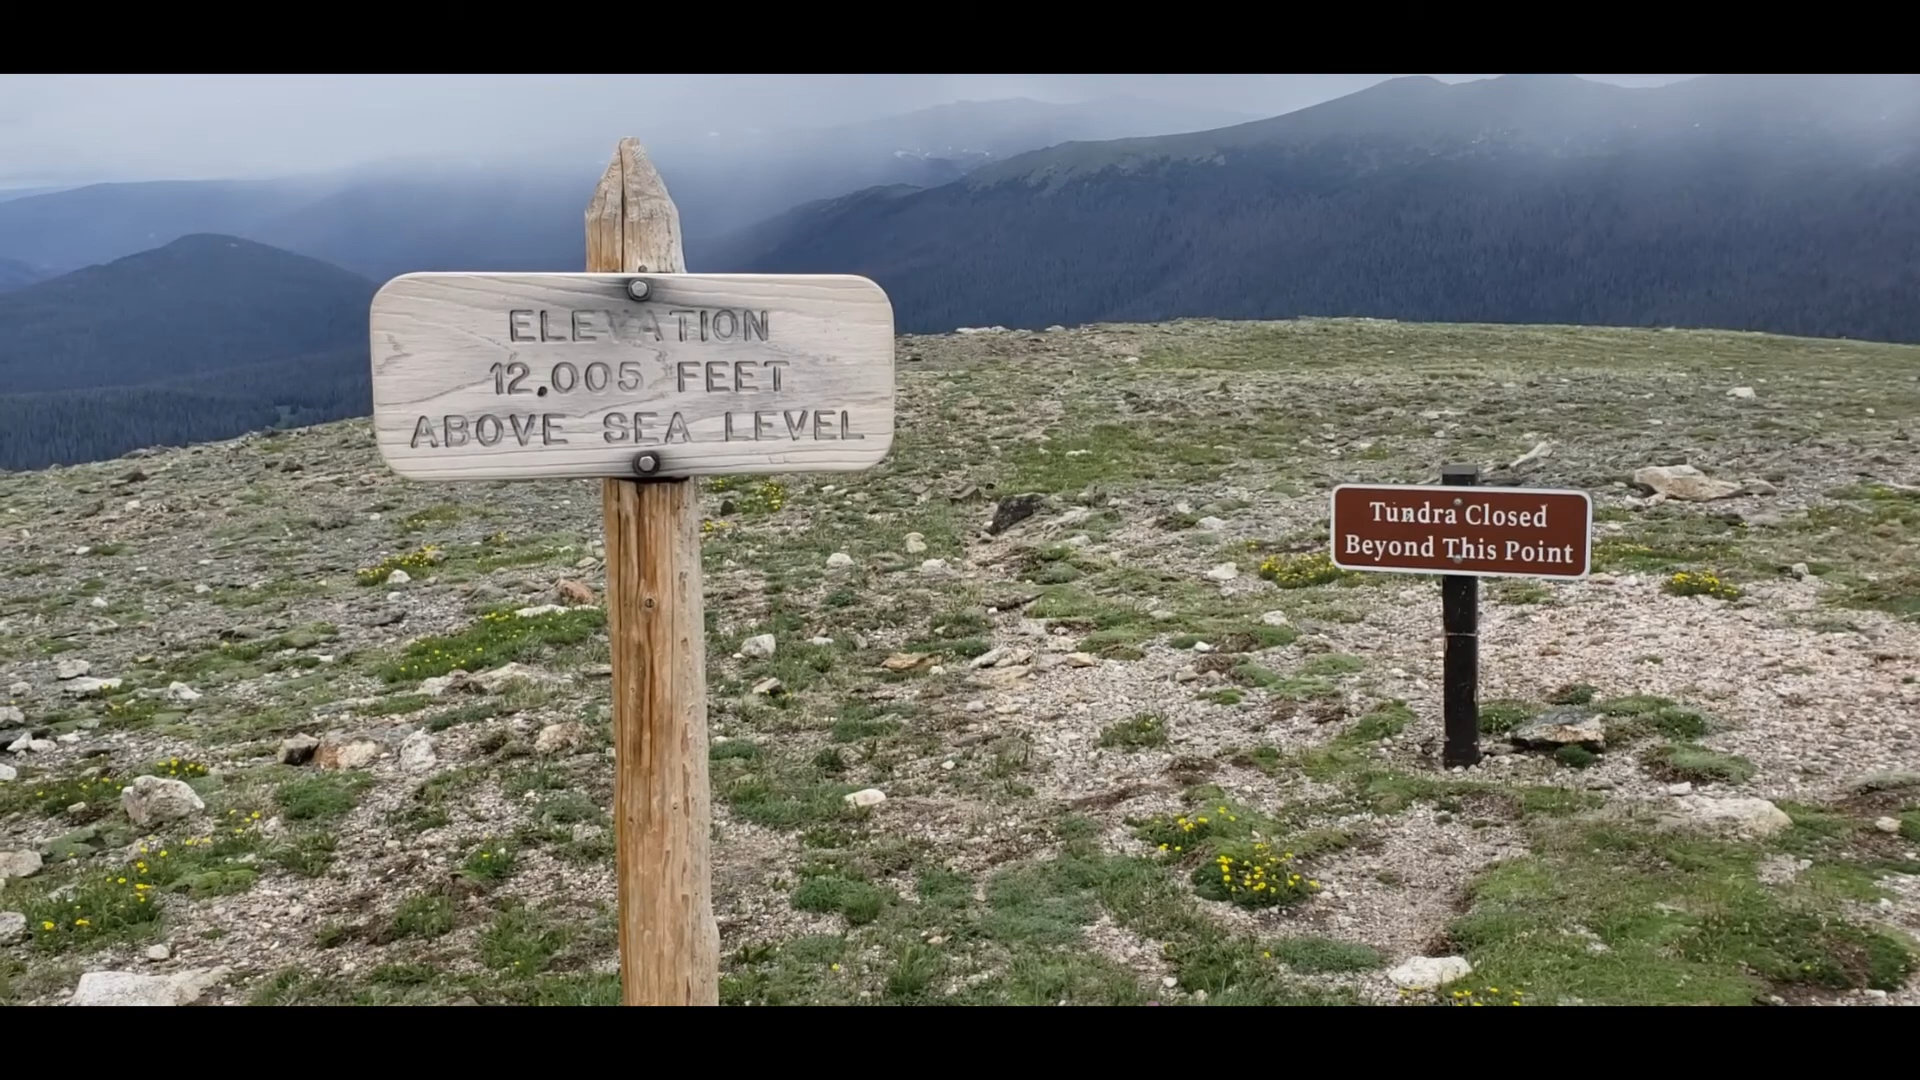 ELEVATION
12,005 FEET
ABOVE SEA LEVEL
Tundra Closed
Beyond This Point